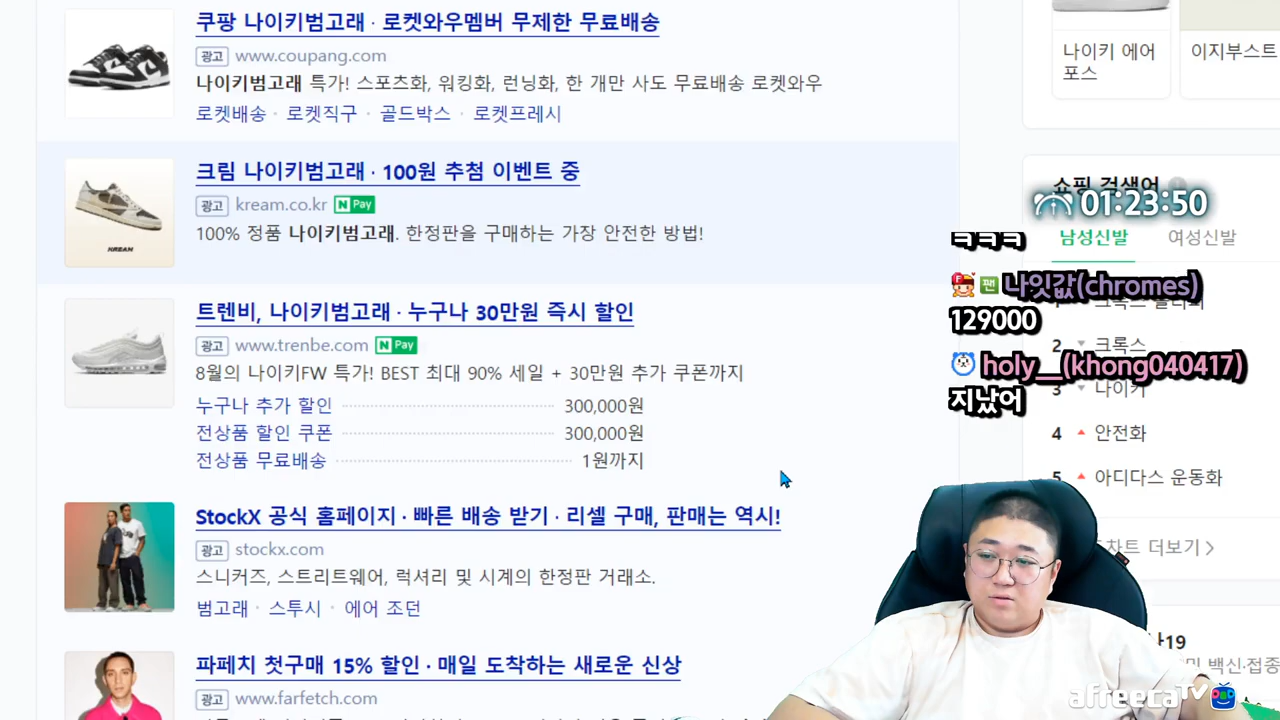 쿠팡 나이키범고래 · 로켓와우멤버 무제한 무료배송
광고 www.coupang.com
나이키범고래 특가! 스포츠화, 워킹화, 런닝화, 한 개만 사도 무료배송 로켓와우
로켓배송 · 로켓직구 · 골드박스 · 로켓프레시
크림 나이키범고래 · 100원 추첨 이벤트 중
광고 kream.co.kr N Pay
100% 정품 나이키범고래. 한정판을 구매하는 가장 안전한 방법!
KREAM
트렌비, 나이키범고래 · 누구나 30만원 즉시 할인
광고 www.trenbe.com N Pay
8월의 나이키FW 특가! BEST 최대 90% 세일 + 30만원 추가 쿠폰까지
누구나 추가 할인 300,000원
전상품 할인 쿠폰 300,000원
전상품 무료배송 1원까지
StockX 공식 홈페이지 · 빠른 배송 받기 · 리셀 구매, 판매는 역시!
광고 stockx.com
스니커즈, 스트리트웨어, 럭셔리 및 시계의 한정판 거래소.
범고래 · 스투시 · 에어 조던
파페치 첫구매 15% 할인 · 매일 도착하는 새로운 신상
광고 www.farfetch.com
나이키 에어
포스
이지부스트
쇼핑 검색어
01:23:50
남성신발 여성신발
ㅋㅋㅋ
팬 나잇값(chromes)
129000
2 크록스
holy__(khong040417)
지났어
3 나이키
4 안전화
5 아디다스 운동화
차트 더보기
19
백신·접종
afreecaTV